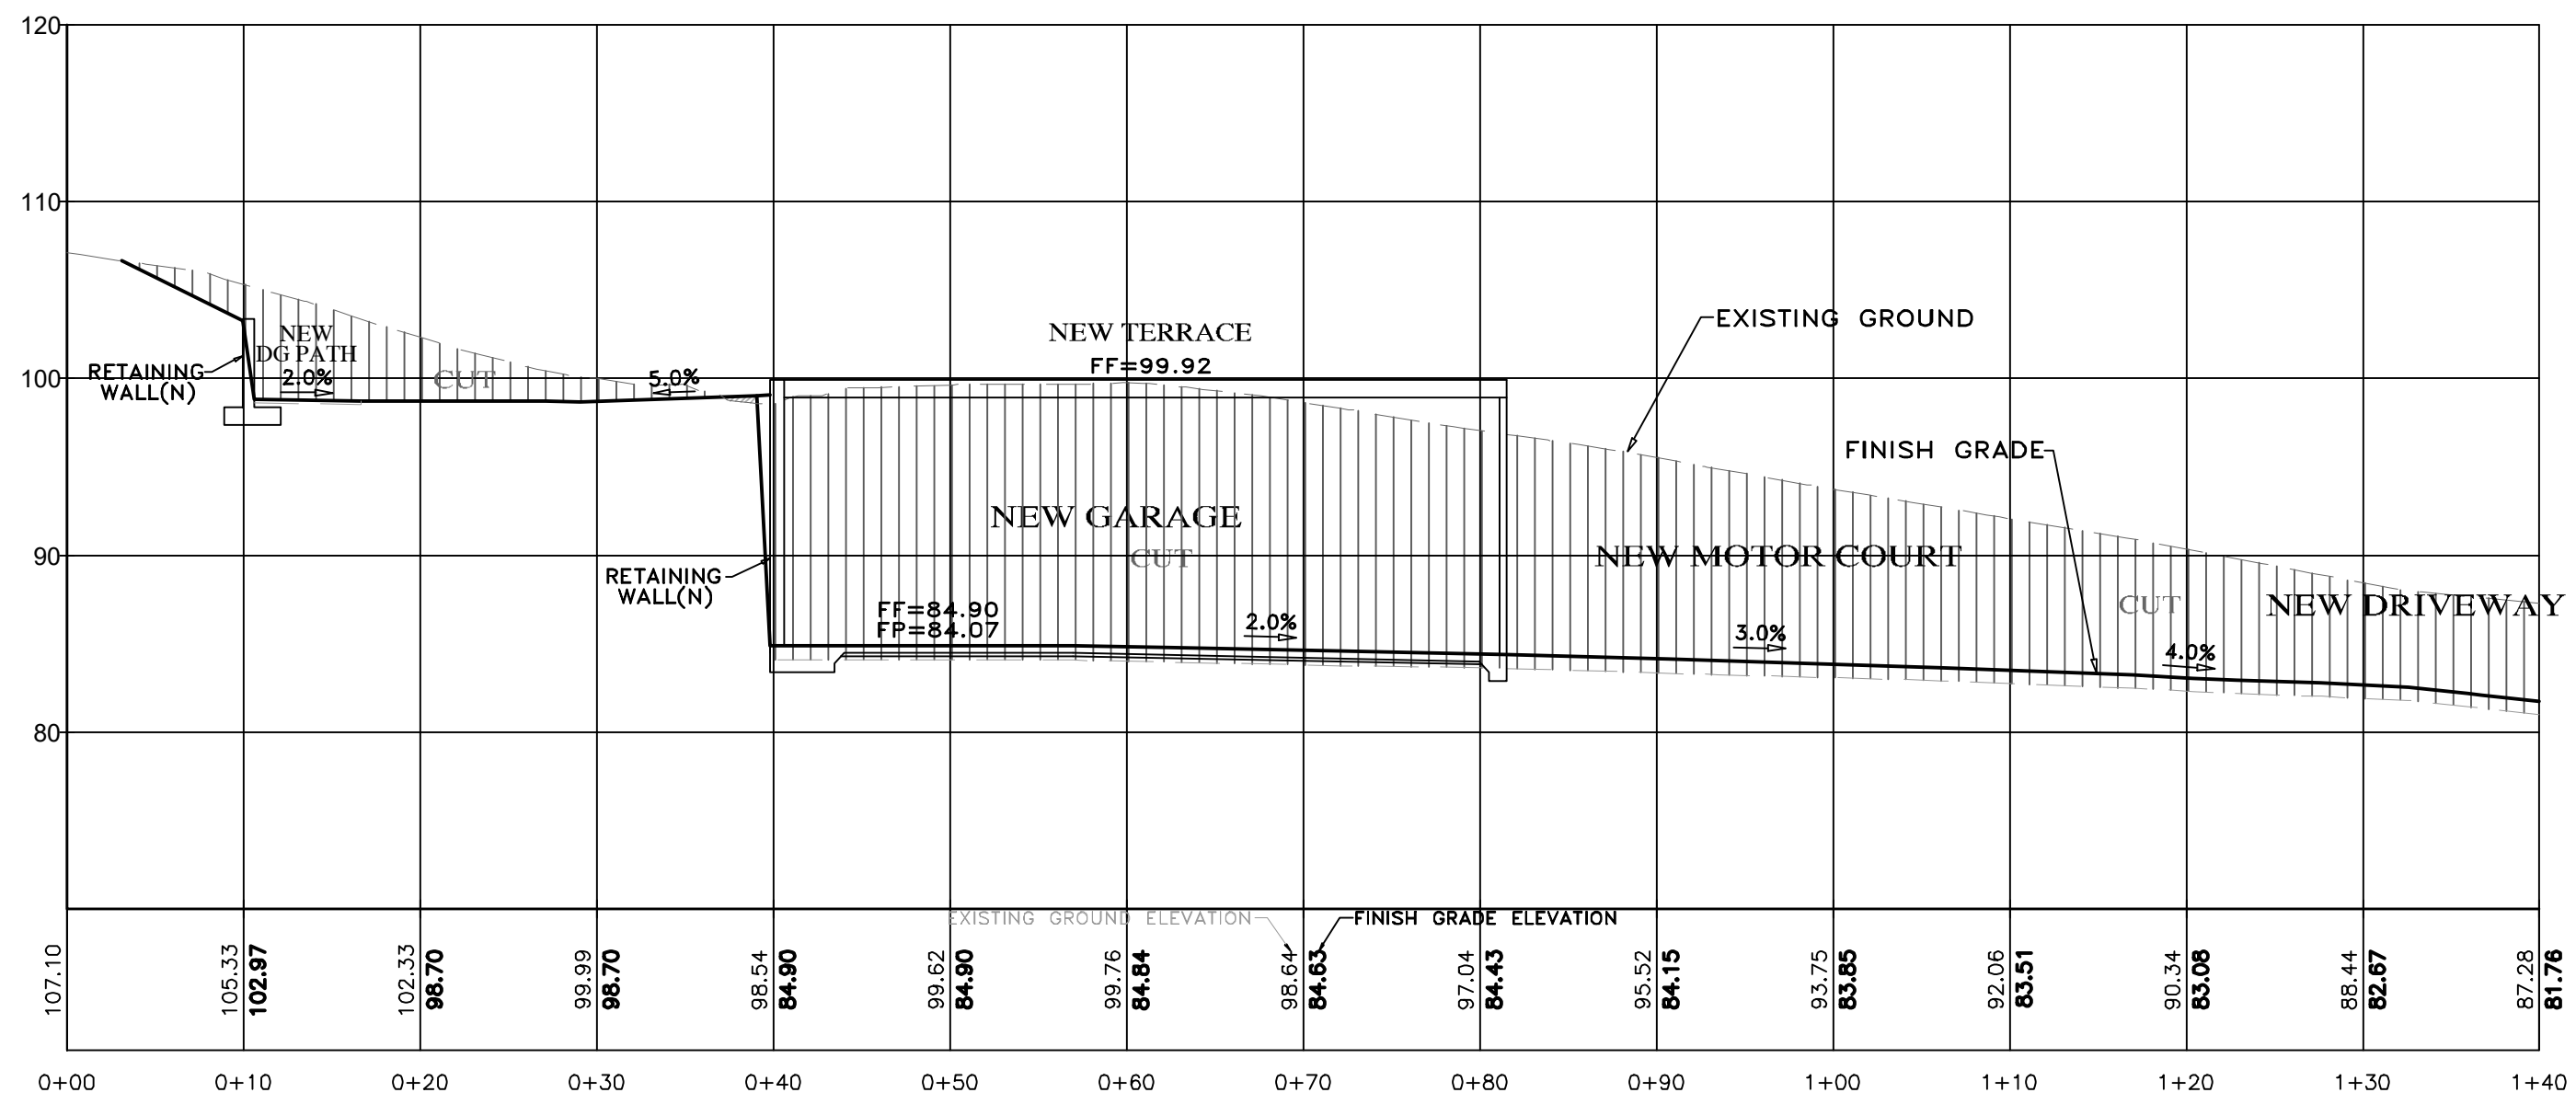 120
110
100
90
80
EXISTING GROUND
NEW TERRACE
FF=99.92
NEW
DG PATH
RETAINING
WALL(N)
2.0%
CUT
5.0%
FINISH GRADE
NEW GARAGE
CUT
NEW MOTOR COURT
RETAINING
WALL(N)
FF=84.90
FP=84.07
2.0%
3.0%
CUT
NEW DRIVEWAY
4.0%
EXISTING GROUND ELEVATION
FINISH GRADE ELEVATION
107.10
105.33
102.97
102.33
98.70
99.99
98.70
98.54
84.90
99.62
84.90
99.76
84.84
98.64
84.63
97.04
84.43
95.52
84.15
93.75
83.85
92.06
83.51
90.34
83.08
88.44
82.67
87.28
81.76
0+00 0+10 0+20 0+30 0+40 0+50 0+60 0+70 0+80 0+90 1+00 1+10 1+20 1+30 1+40